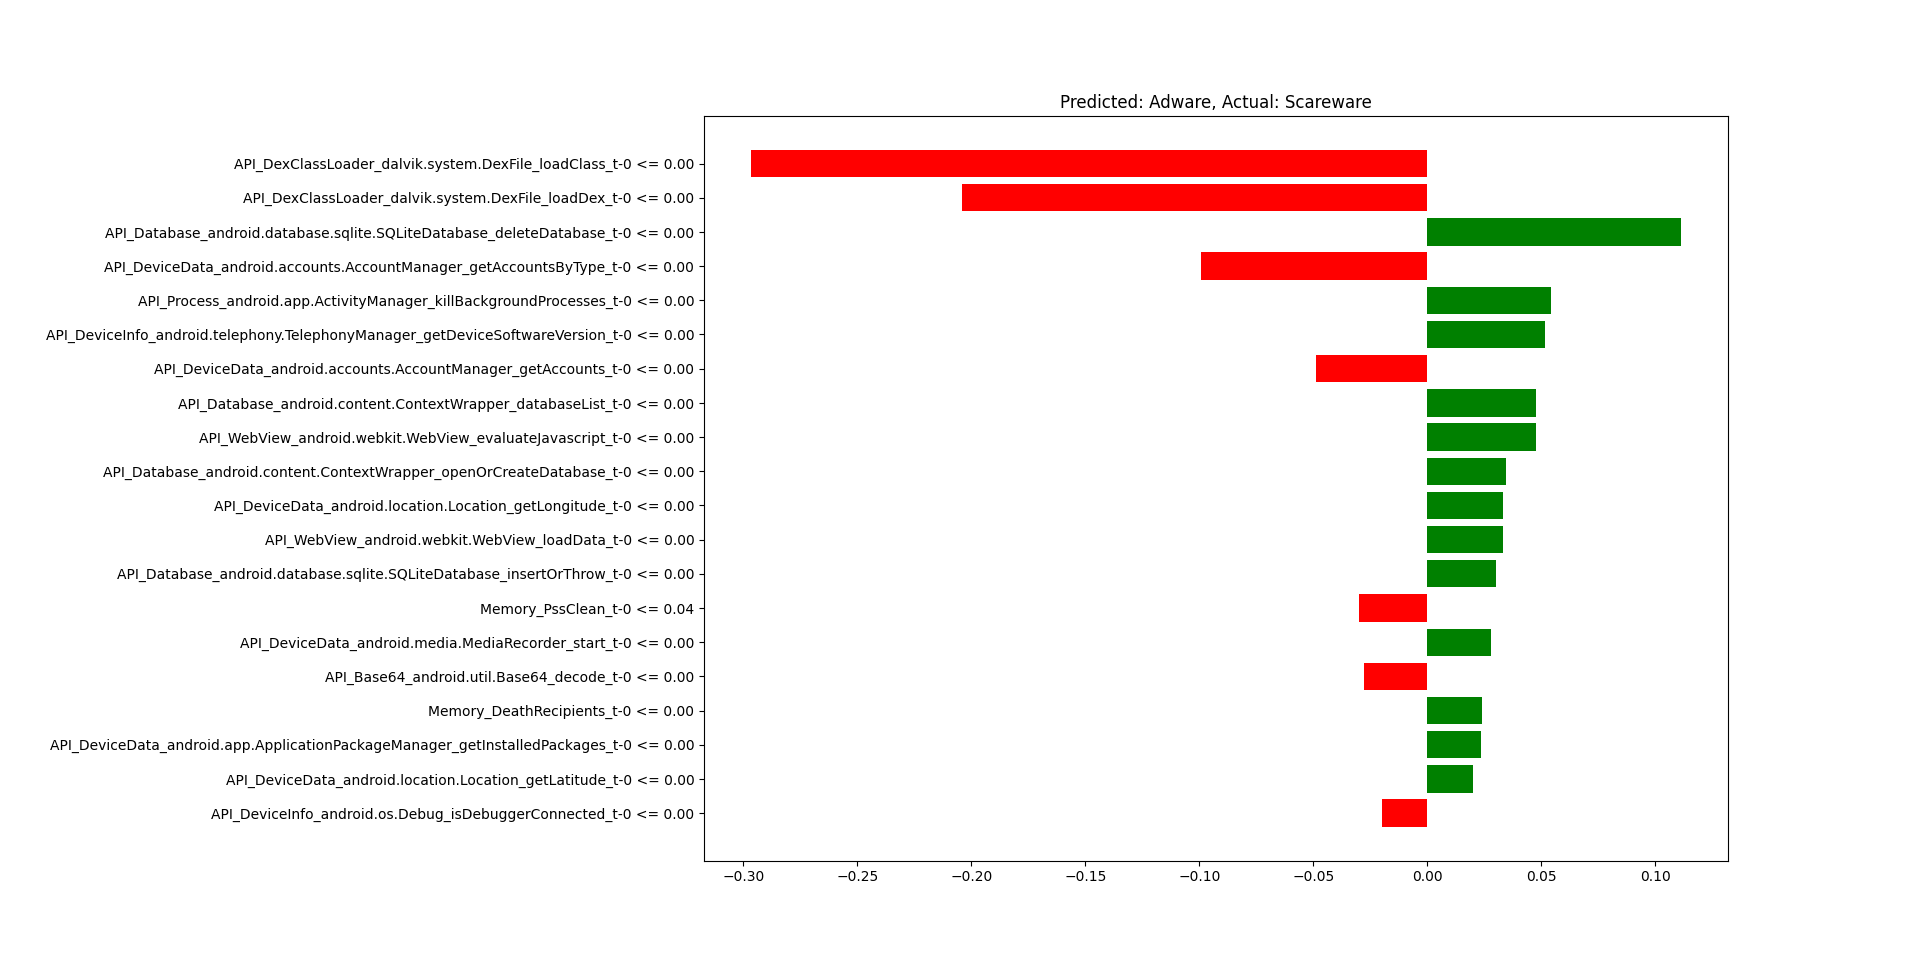 Predicted: Adware, Actual: Scareware
API_DexClassLoader_dalvik.system.DexFile_loadClass_t-0 <= 0.00
API_DexClassLoader_dalvik.system.DexFile_loadDex_t-0 <= 0.00
API_Database_android.database.sqlite.SQLiteDatabase_deleteDatabase_t-0 <= 0.00
API_DeviceData_android.accounts.AccountManager_getAccountsByType_t-0 <= 0.00
API_Process_android.app.ActivityManager_killBackgroundProcesses_t-0 <= 0.00
API_DeviceInfo_android.telephony.TelephonyManager_getDeviceSoftwareVersion_t-0 <= 0.00
API_DeviceData_android.accounts.AccountManager_getAccounts_t-0 <= 0.00
API_Database_android.content.ContextWrapper_databaseList_t-0 <= 0.00
API_WebView_android.webkit.WebView_evaluateJavascript_t-0 <= 0.00
API_Database_android.content.ContextWrapper_openOrCreateDatabase_t-0 <= 0.00
API_DeviceData_android.location.Location_getLongitude_t-0 <= 0.00
API_WebView_android.webkit.WebView_loadData_t-0 <= 0.00
API_Database_android.database.sqlite.SQLiteDatabase_insertOrThrow_t-0 <= 0.00
Memory_PssClean_t-0 <= 0.04
API_DeviceData_android.media.MediaRecorder_start_t-0 <= 0.00
API_Base64_android.util.Base64_decode_t-0 <= 0.00
Memory_DeathRecipients_t-0 <= 0.00
API_DeviceData_android.app.ApplicationPackageManager_getInstalledPackages_t-0 <= 0.00
API_DeviceData_android.location.Location_getLatitude_t-0 <= 0.00
API_DeviceInfo_android.os.Debug_isDebuggerConnected_t-0 <= 0.00
−0.30 −0.25 −0.20 −0.15 −0.10 −0.05 0.00 0.05 0.10